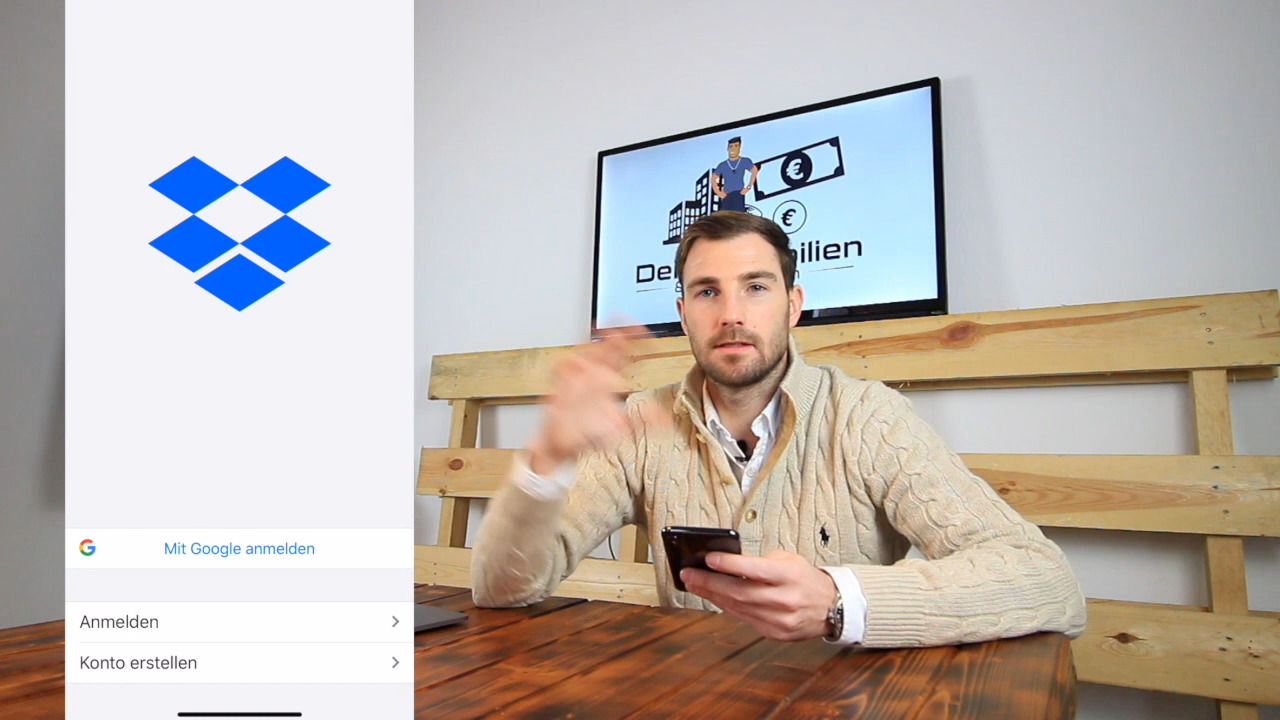 Mit Google anmelden
Anmelden
Konto erstellen
€
€